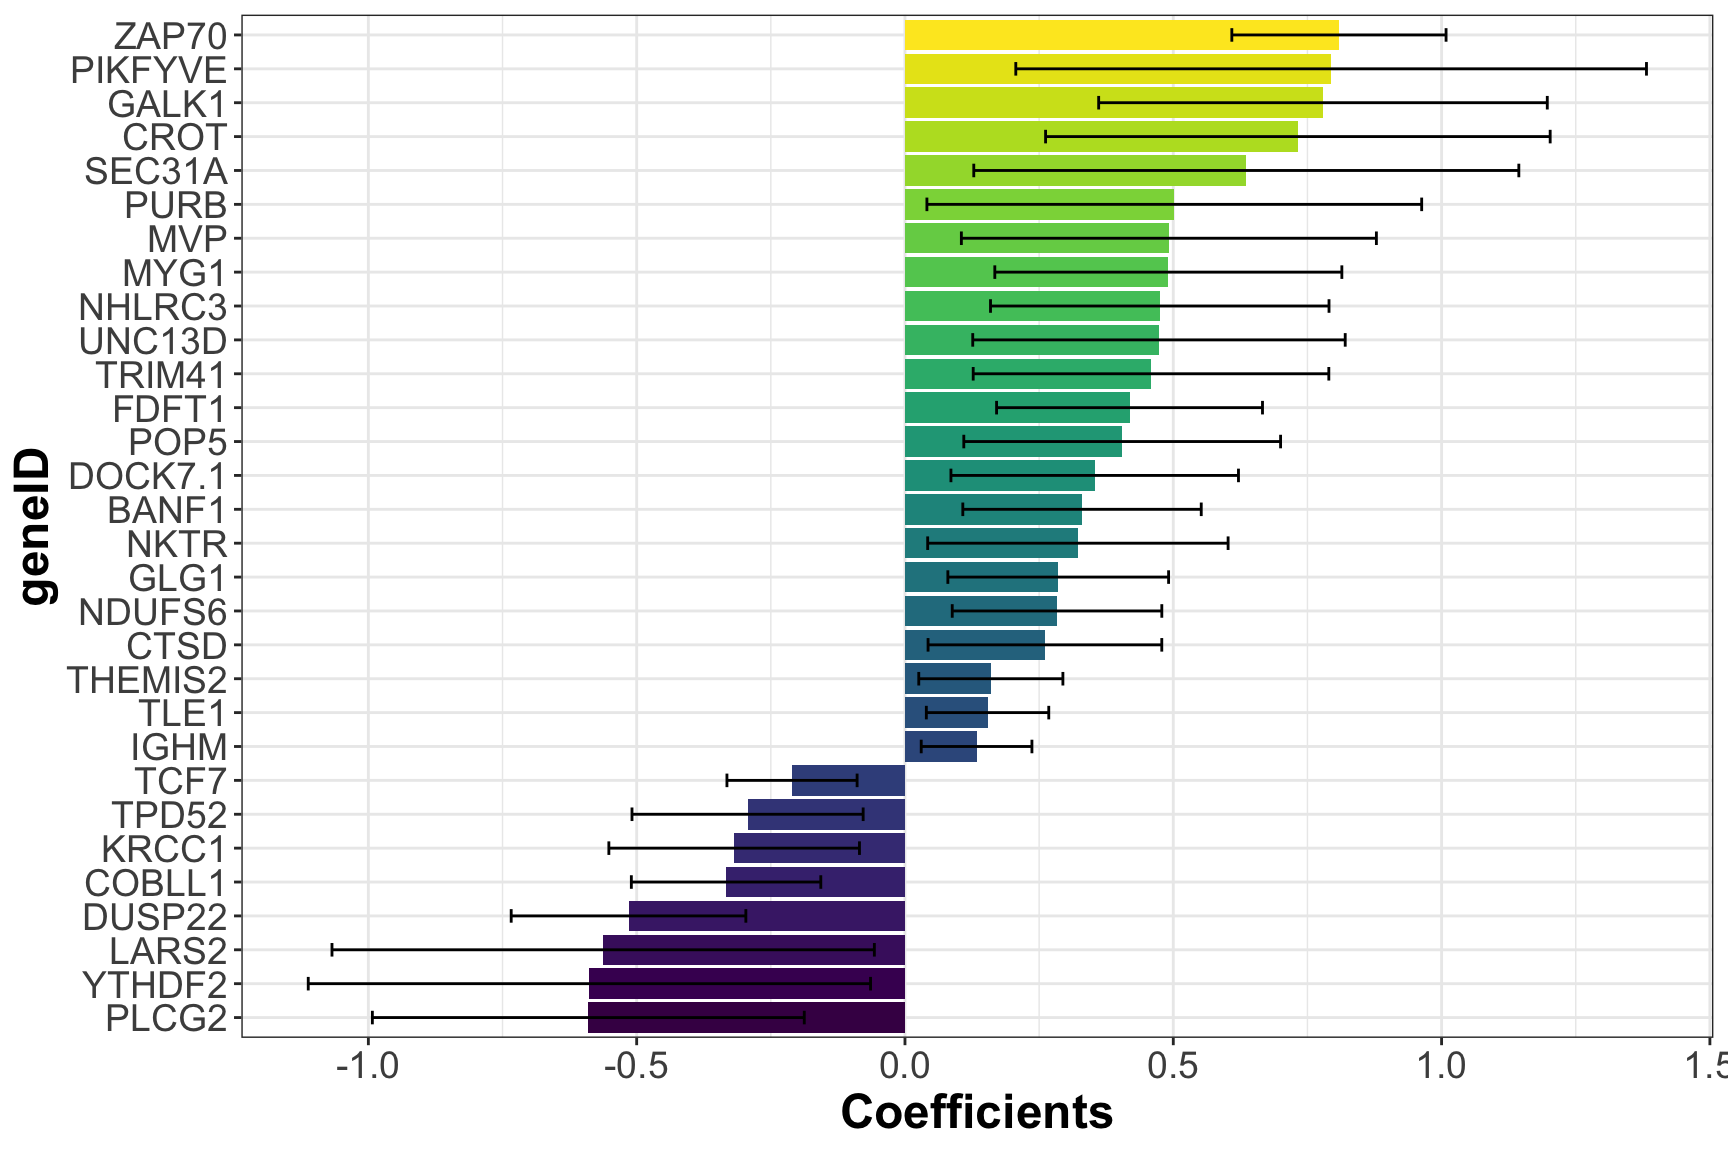 ZAP70
PIKFYVE
GALK1
CROT
SEC31A
PURB
MVP
MYG1
NHLRC3
UNC13D
TRIM41
FDFT1
POP5
DOCK7.1
BANF1
NKTR
GLG1
NDUFS6
CTSD
THEMIS2
TLE1
IGHM
TCF7
TPD52
KRCC1
COBLL1
DUSP22
LARS2
YTHDF2
PLCG2
geneID
-1.0 -0.5 0.0 0.5 1.0 1.5
Coefficients